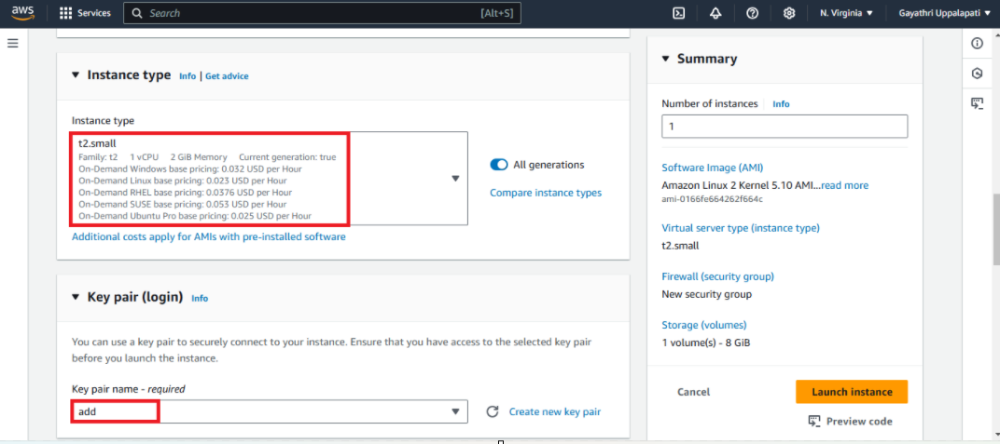 aws Services Search [Alt+S] N. Virginia Gayathri Uppalapati
Instance type Info | Get advice
Instance type
t2.small
Family: t2 1 vCPU 2 GiB Memory Current generation: true
On-Demand Windows base pricing: 0.032 USD per Hour
On-Demand Linux base pricing: 0.023 USD per Hour
On-Demand RHEL base pricing: 0.0376 USD per Hour
On-Demand SUSE base pricing: 0.053 USD per Hour
On-Demand Ubuntu Pro base pricing: 0.025 USD per Hour
All generations
Compare instance types
Additional costs apply for AMIs with pre-installed software
Key pair (login) Info
You can use a key pair to securely connect to your instance. Ensure that you have access to the selected key pair
before you launch the instance.
Key pair name - required
add
Create new key pair
Summary
Number of instances Info
1
Software Image (AMI)
Amazon Linux 2 Kernel 5.10 AMI...read more
ami-0166fe664262f664c
Virtual server type (instance type)
t2.small
Firewall (security group)
New security group
Storage (volumes)
1 volume(s) - 8 GiB
Cancel
Launch instance
Preview code